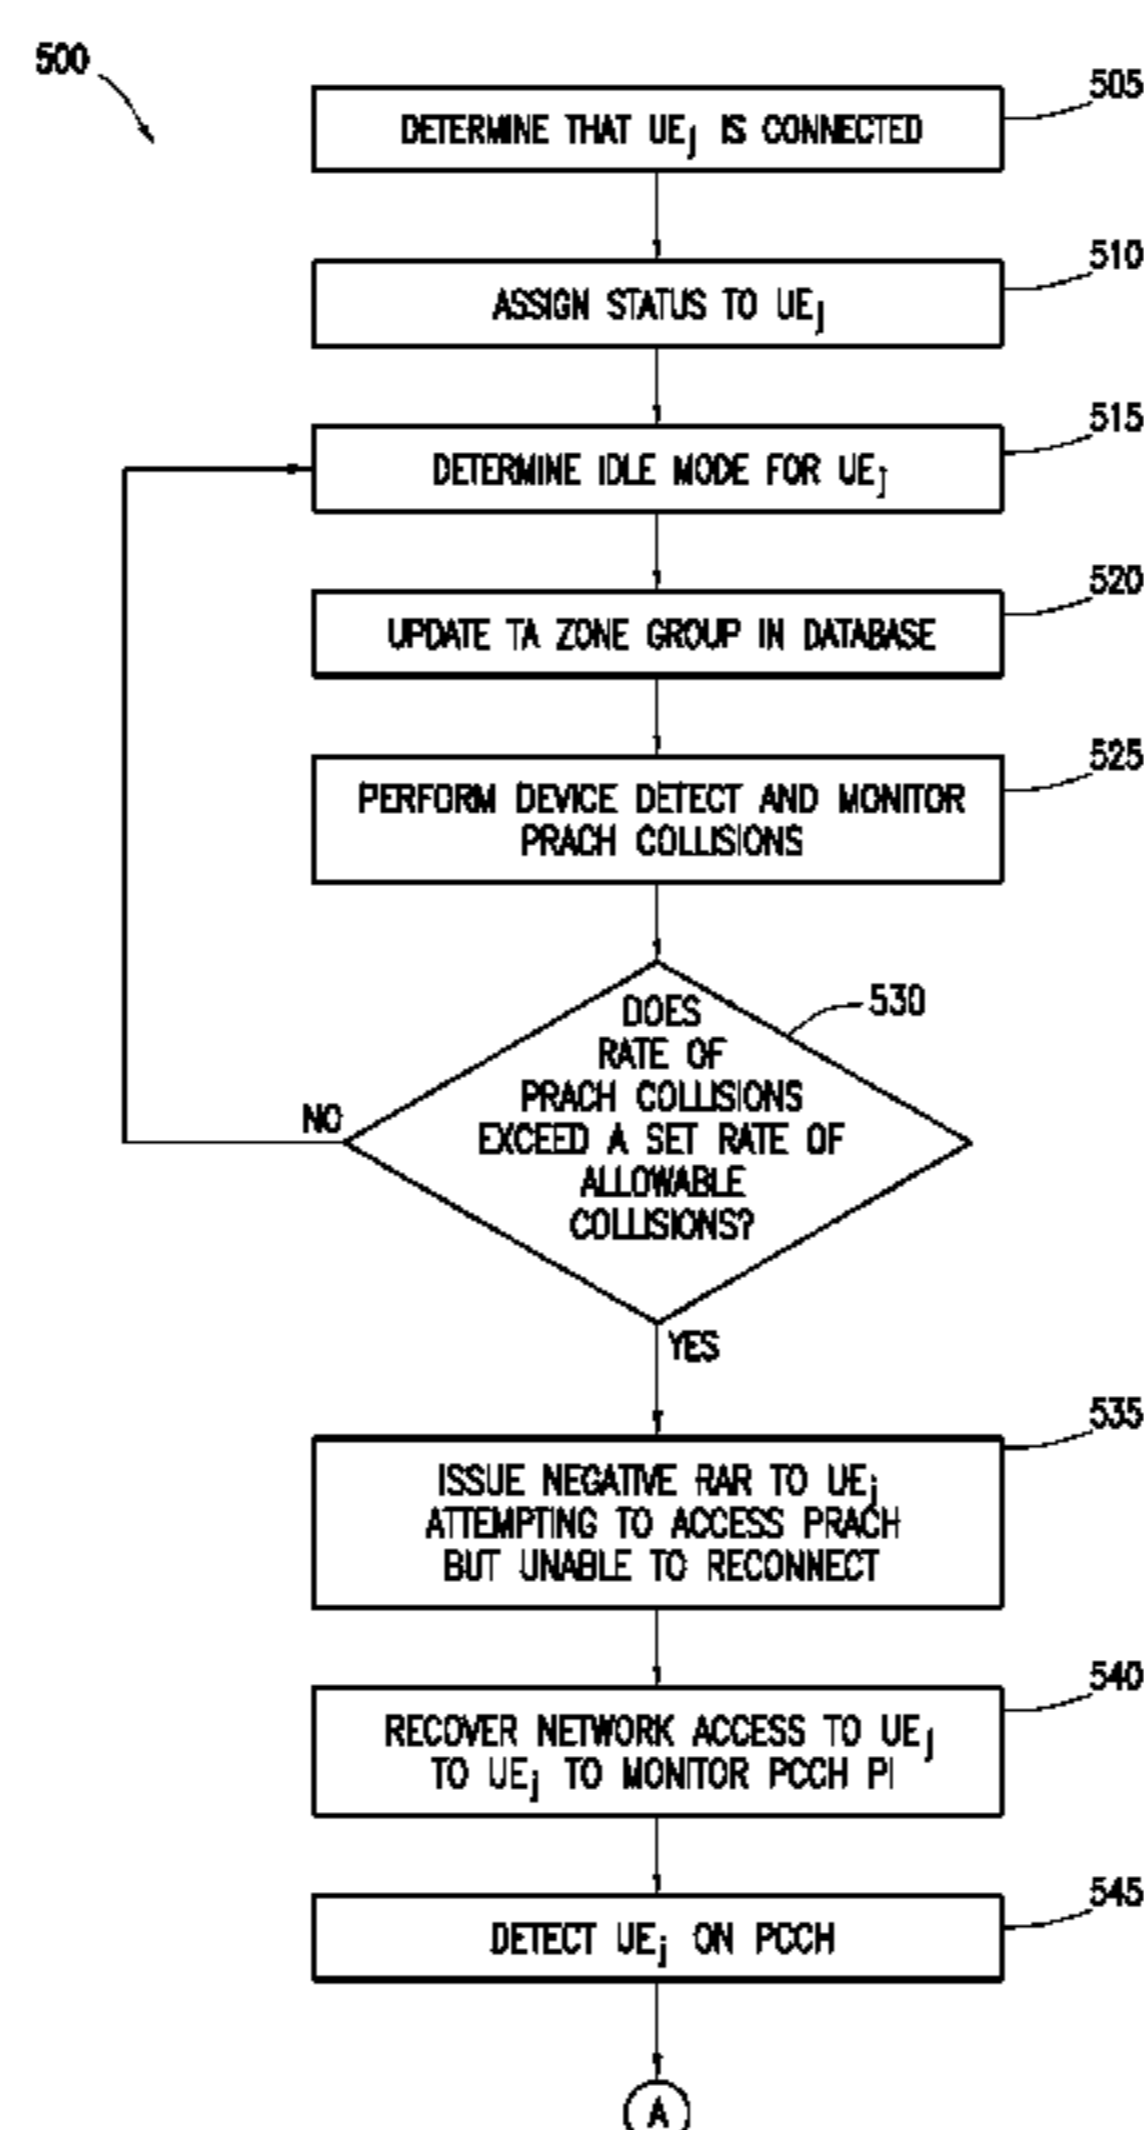 500
505
DETERMINE THAT UEj IS CONNECTED
510
ASSIGN STATUS TO UEj
515
DETERMINE IDLE MODE FOR UEj
520
UPDATE TA ZONE GROUP IN DATABASE
525
PERFORM DEVICE DETECT AND MONITOR
PRACH COLLISIONS
530
DOES
RATE OF
PRACH COLLISIONS
EXCEED A SET RATE OF
ALLOWABLE
COLLISIONS?
NO
YES
535
ISSUE NEGATIVE RAR TO UEj
ATTEMPTING TO ACCESS PRACH
BUT UNABLE TO RECONNECT
540
RECOVER NETWORK ACCESS TO UEj
TO UEj TO MONITOR PCCH PI
545
DETECT UEj ON PCCH
A